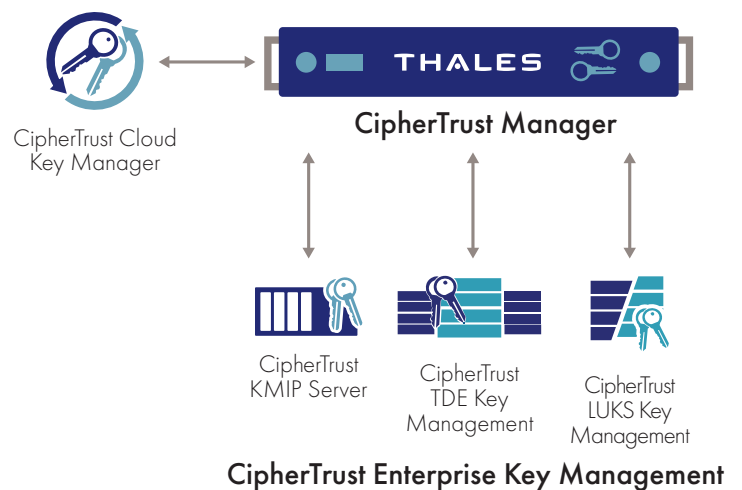 THALES
CipherTrust Manager
CipherTrust Cloud
Key Manager
CipherTrust
KMIP Server
CipherTrust
TDE Key
Management
CipherTrust
LUKS Key
Management
CipherTrust Enterprise Key Management